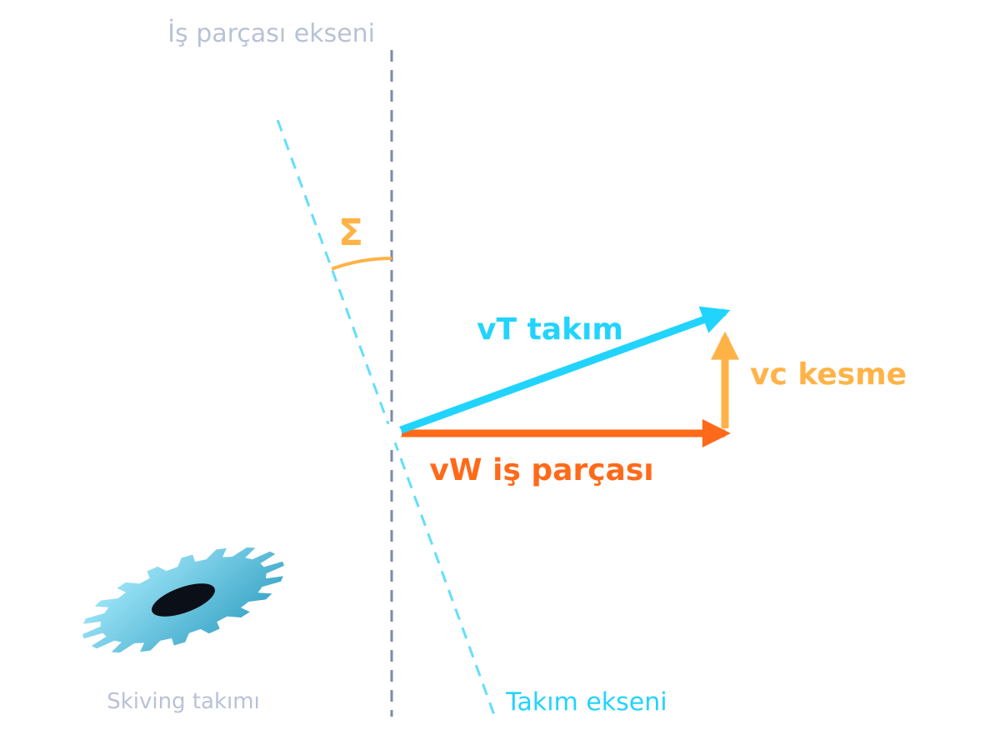 İş parçası ekseni
Σ
vT takım
vc kesme
vW iş parçası
Skiving takımı
Takım ekseni